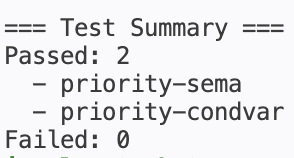 === Test Summary ===
Passed: 2
- priority-sema
- priority-condvar
Failed: 0